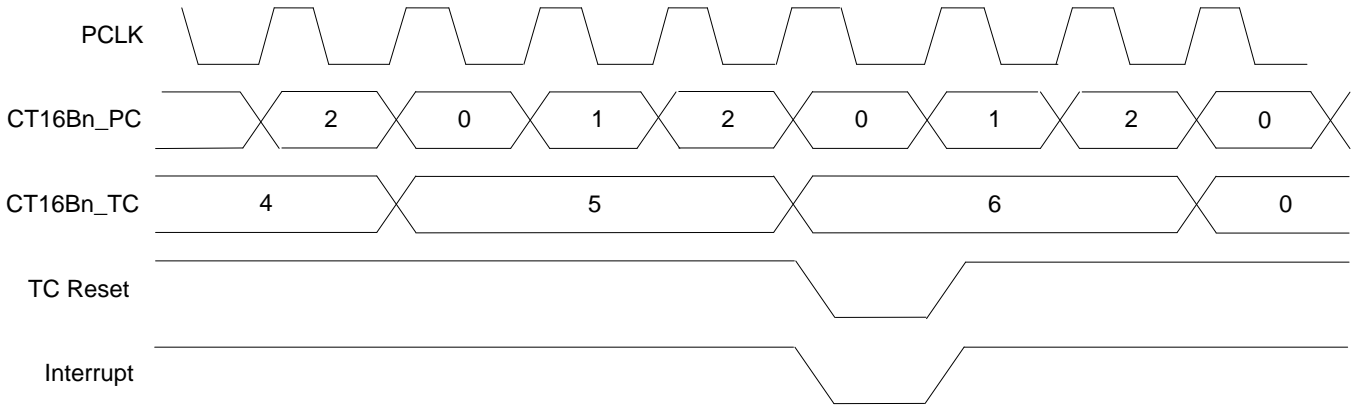 PCLK
CT16Bn_PC 2 0 1 2 0 1 2 0
CT16Bn_TC 4 5 6 0
TC Reset
Interrupt